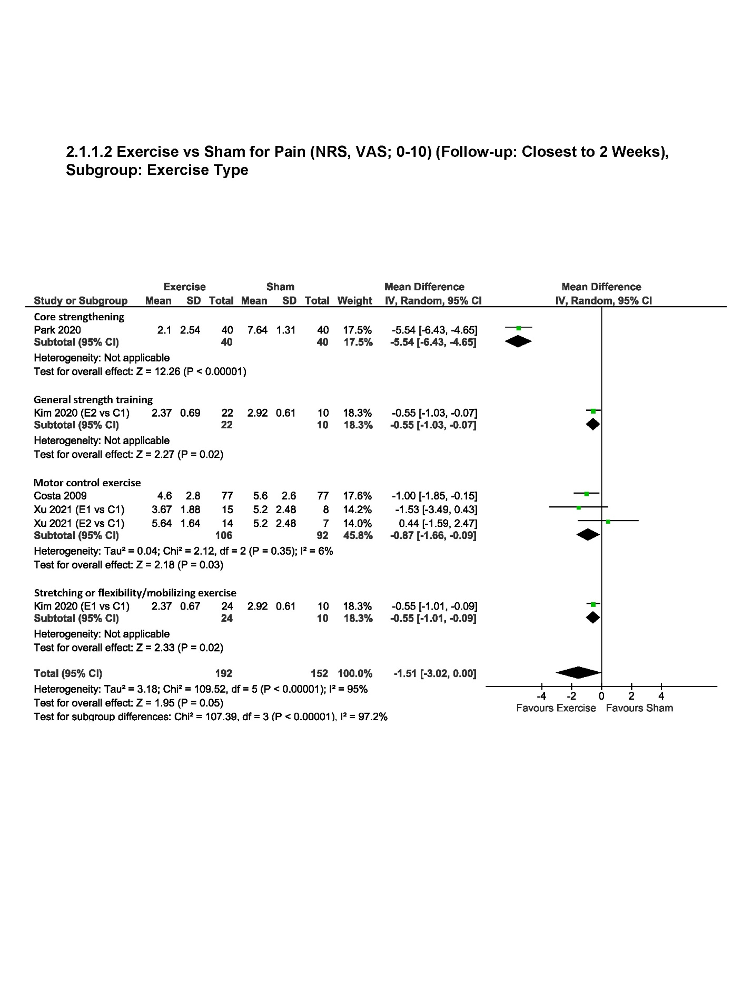 2.1.1.2 Exercise vs Sham for Pain (NRS, VAS; 0-10) (Follow-up: Closest to 2 Weeks),
Subgroup: Exercise Type
Exercise Sham Mean Difference Mean Difference
Study or Subgroup Mean SD Total Mean SD Total Weight IV, Random, 95% CI IV, Random, 95% CI
Core strengthening
Park 2020 2.1 2.54 40 7.64 1.31 40 17.5% -5.54 [-6.43, -4.65]
Subtotal (95% CI) 40 40 17.5% -5.54 [-6.43, -4.65]
Heterogeneity: Not applicable
Test for overall effect: Z = 12.26 (P < 0.00001)
General strength training
Kim 2020 (E2 vs C1) 2.37 0.69 22 2.92 0.61 10 18.3% -0.55 [-1.03, -0.07]
Subtotal (95% CI) 22 10 18.3% -0.55 [-1.03, -0.07]
Heterogeneity: Not applicable
Test for overall effect: Z = 2.27 (P = 0.02)
Motor control exercise
Costa 2009 4.6 2.8 77 5.6 2.6 77 17.6% -1.00 [-1.85, -0.15]
Xu 2021 (E1 vs C1) 3.67 1.88 15 5.2 2.48 8 14.2% -1.53 [-3.49, 0.43]
Xu 2021 (E2 vs C1) 5.64 1.64 14 5.2 2.48 7 14.0% 0.44 [-1.59, 2.47]
Subtotal (95% CI) 106 92 45.8% -0.87 [-1.66, -0.09]
Heterogeneity: Tau² = 0.04; Chi² = 2.12, df = 2 (P = 0.35); I² = 6%
Test for overall effect: Z = 2.18 (P = 0.03)
Stretching or flexibility/mobilizing exercise
Kim 2020 (E1 vs C1) 2.37 0.67 24 2.92 0.61 10 18.3% -0.55 [-1.01, -0.09]
Subtotal (95% CI) 24 10 18.3% -0.55 [-1.01, -0.09]
Heterogeneity: Not applicable
Test for overall effect: Z = 2.33 (P = 0.02)
Total (95% CI) 192 152 100.0% -1.51 [-3.02, 0.00]
Heterogeneity: Tau² = 3.18; Chi² = 109.52, df = 5 (P < 0.00001); I² = 95%
Test for overall effect: Z = 1.95 (P = 0.05)
Test for subgroup differences: Chi² = 107.39, df = 3 (P < 0.00001), I² = 97.2%
-4 -2 0 2 4
Favours Exercise Favours Sham